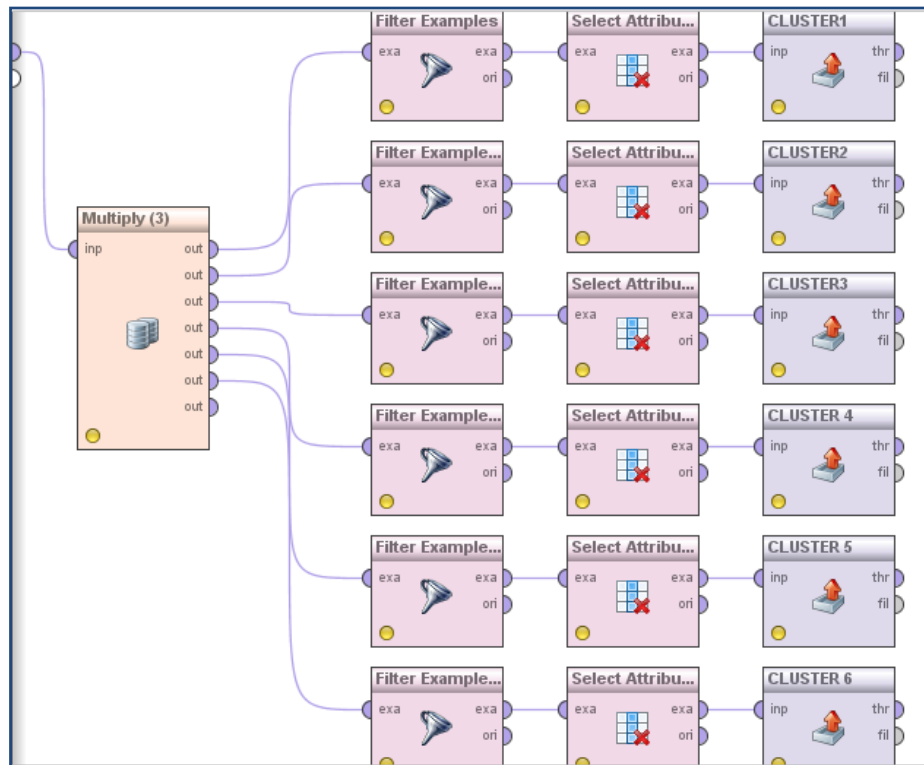 Filter Examples
exa
exa
ori
Select Attribu...
exa
exa
ori
CLUSTER1
inp
thr
fil
Filter Example...
exa
exa
ori
Select Attribu...
exa
exa
ori
CLUSTER2
inp
thr
fil
Multiply (3)
inp
out
out
out
out
out
out
out
Filter Example...
exa
exa
ori
Select Attribu...
exa
exa
ori
CLUSTER3
inp
thr
fil
Filter Example...
exa
exa
ori
Select Attribu...
exa
exa
ori
CLUSTER 4
inp
thr
fil
Filter Example...
exa
exa
ori
Select Attribu...
exa
exa
ori
CLUSTER 5
inp
thr
fil
Filter Example...
exa
exa
ori
Select Attribu...
exa
exa
ori
CLUSTER 6
inp
thr
fil